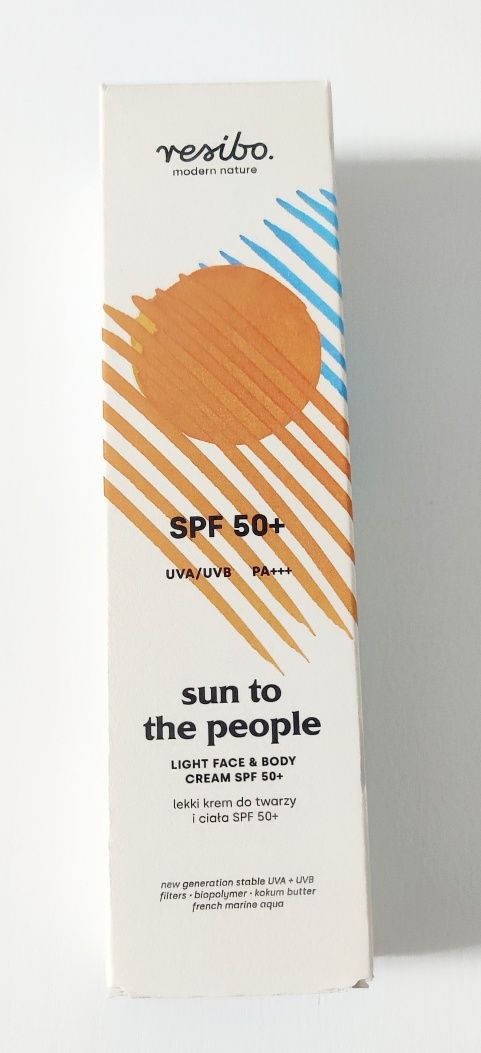 resibo.
modern nature
SPF 50+
UVA/UVB PA+++
sun to
the people
LIGHT FACE & BODY
CREAM SPF 50+
lekki krem do twarzy
i ciała SPF 50+
new generation stable UVA + UVB
filters • biopolymer • kokum butter
french marine aqua